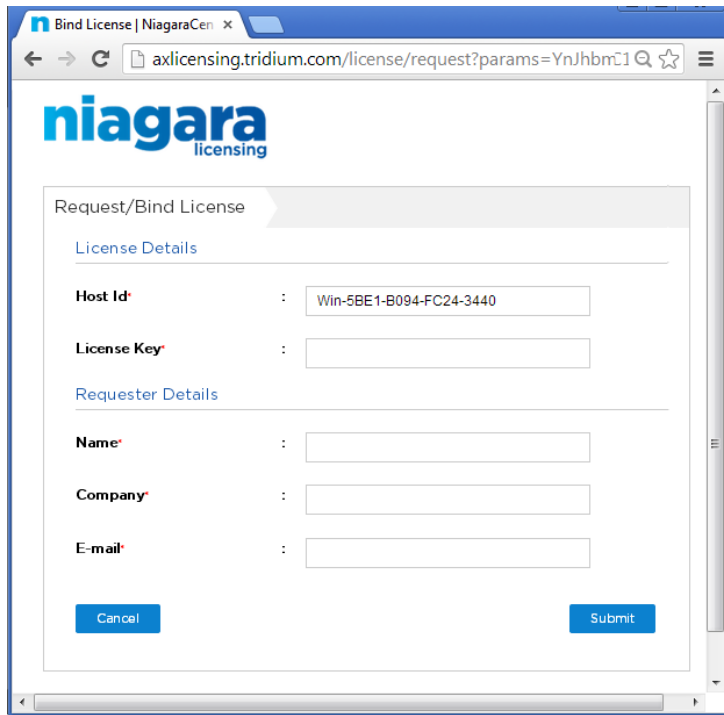 Bind License | NiagaraCen
axlicensing.tridium.com/license/request?params=YnJhbm
niagara
licensing
Request/Bind License
License Details
Host Id* : Win-5BE1-B094-FC24-3440
License Key* :
Requester Details
Name* :
Company* :
E-mail* :
Cancel Submit